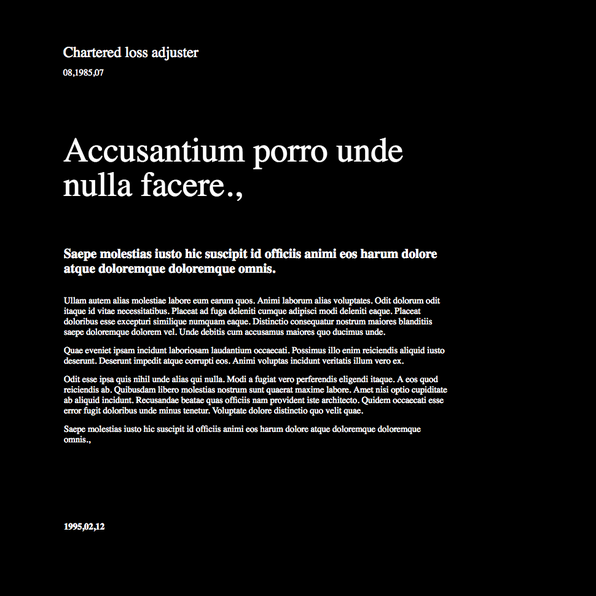 Chartered loss adjuster
08,1985,07
Accusantium porro unde
nulla facere.,
Saepe molestias iusto hic suscipit id officiis animi eos harum dolore
atque doloremque doloremque omnis.
Ullam autem alias molestiae labore eum earum quos. Animi laborum alias voluptates. Odit dolorum odit
itaque id vitae necessitatibus. Placeat ad fuga deleniti cumque adipisci modi deleniti eaque. Placeat
doloribus esse excepturi similique numquam eaque. Distinctio consequatur nostrum maiores blanditiis
saepe doloremque dolorem vel. Unde debitis cum accusamus maiores quo ducimus unde.
Quae eveniet ipsam incidunt laboriosam laudantium occaecati. Possimus illo enim reiciendis aliquid iusto
deserunt. Deserunt impedit atque corrupti eos. Animi voluptas incidunt veritatis illum vero ex.
Odit esse ipsa quis nihil unde alias qui nulla. Modi a fugiat vero perferendis eligendi itaque. A eos quod
reiciendis ab. Quibusdam libero molestias nostrum sunt quaerat maxime labore. Amet nisi optio cupiditate
ab aliquid incidunt. Recusandae beatae quas officiis nam provident iste architecto. Quidem occaecati esse
error fugit doloribus unde minus tenetur. Voluptate dolore distinctio quo velit quae.
Saepe molestias iusto hic suscipit id officiis animi eos harum dolore atque doloremque doloremque
omnis.,
1995,02,12